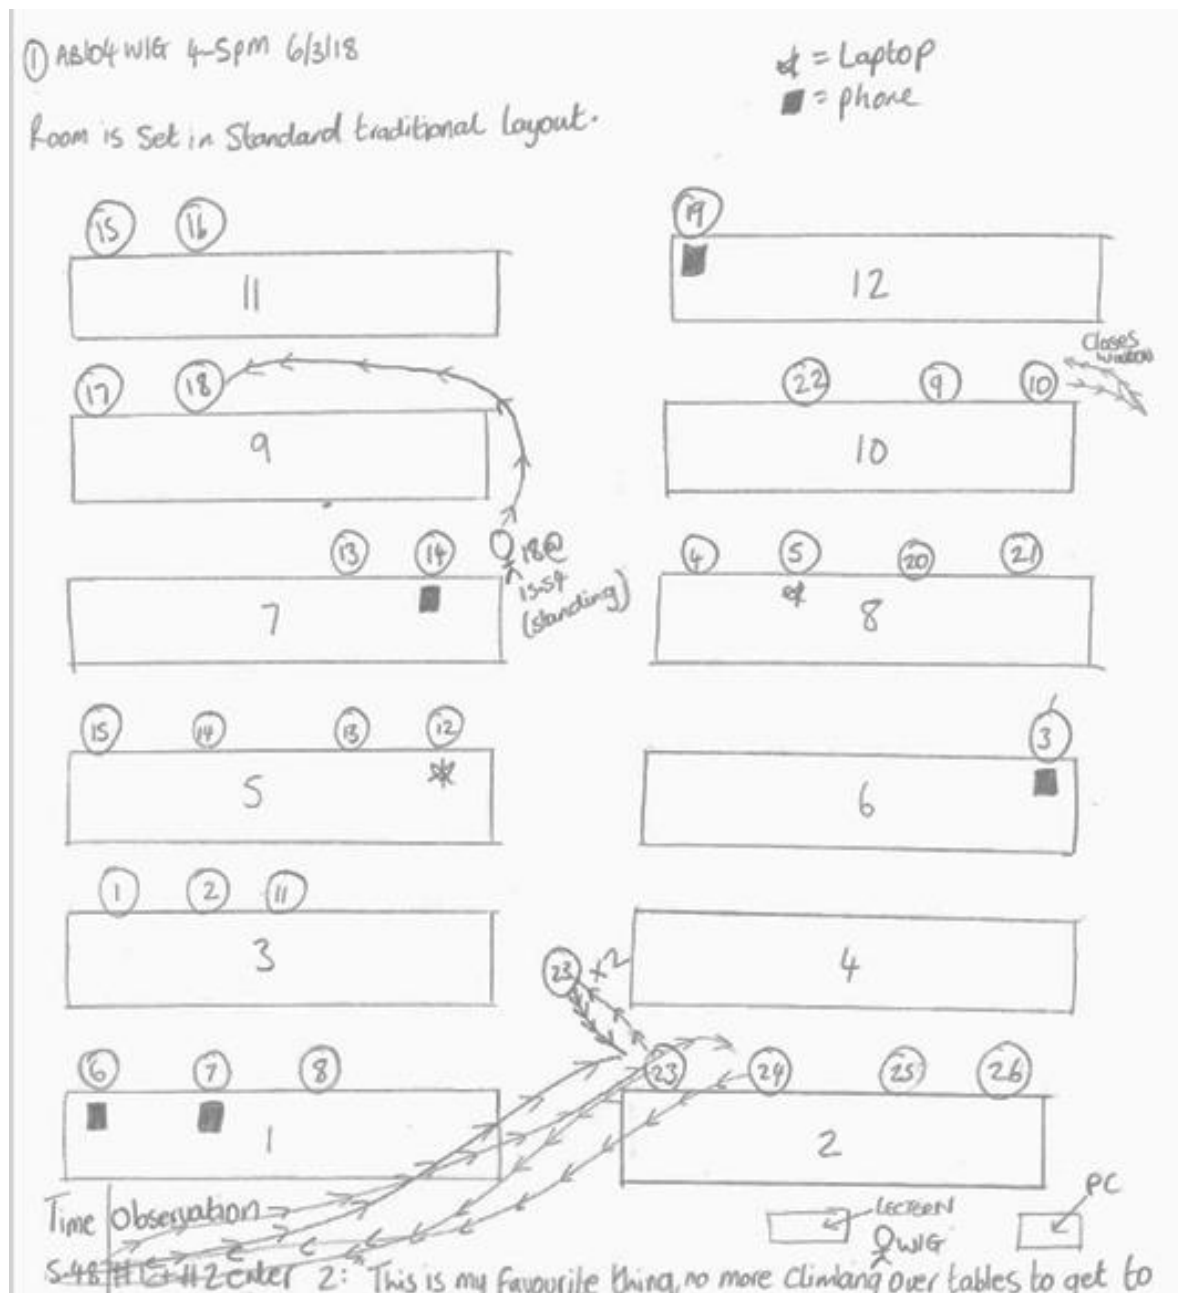 ① AB104 WIG 4-5pm 6/3/18
* = Laptop
■ = phone
Room is Set in Standard traditional Layout.
15 16
19
11
12
Closes window
17 18
22 9 10
9
10
13 14
18@
15.54
(standing)
4 5 20 21
7
8
15 14 13 12
3
5
6
1 2 11
3
23 x2
4
6 7 8
23 24 25 26
1
2
PC
LECTERN
WIG
Time Observation
#1 + #2 enter 2: "This is my favourite thing, no more climbing over tables to get to